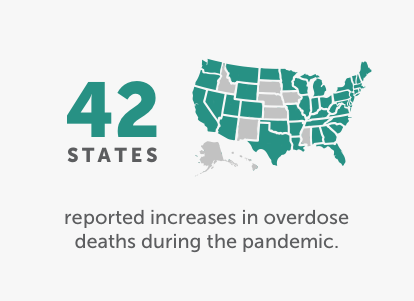 42
STATES
reported increases in overdose
deaths during the pandemic.